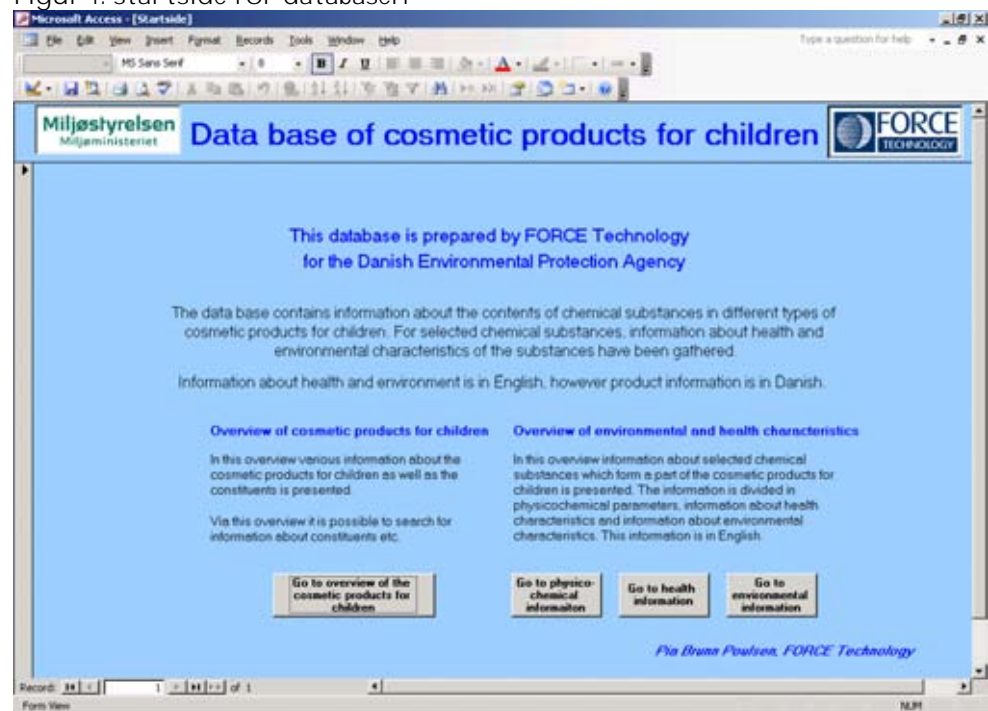 Figur 4. Startside for databasen
Microsoft Access - [Startside]
File Edit View Insert Format Records Tools Window Help
Type a question for help
MS Sans Serif 8 B I U
Miljøstyrelsen
Miljøministeriet
Data base of cosmetic products for children
FORCE
TECHNOLOGY
This database is prepared by FORCE Technology
for the Danish Environmental Protection Agency
The data base contains information about the contents of chemical substances in different types of
cosmetic products for children. For selected chemical substances, information about health and
environmental characteristics of the substances have been gathered.
Information about health and environment is in English, however product information is in Danish.
Overview of cosmetic products for children
In this overview various information about the
cosmetic products for children as well as the
constituents is presented.
Via this overview it is possible to search for
information about constituents etc.
Go to overview of the
cosmetic products for
children
Overview of environmental and health characteristics
In this overview information about selected chemical
substances which form a part of the cosmetic products for
children is presented. The information is divided in
physicochemical parameters, information about health
characteristics and information about environmental
characteristics. This information is in English.
Go to physico-
chemical
informaiton
Go to health
information
Go to
environmental
information
Pia Brunn Poulsen, FORCE Technology
Record: 1 of 1
Form View
NUM